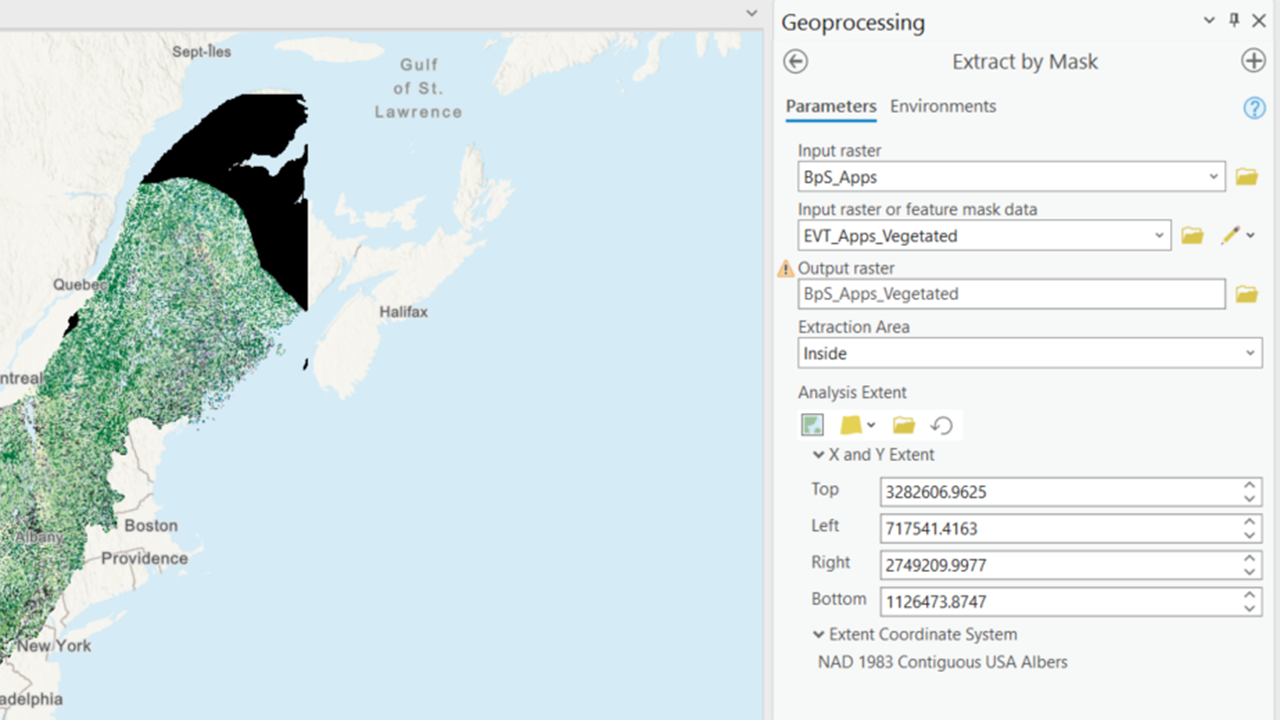 Sept-Îles
Gulf
of St.
Lawrence
Quebec
Halifax
ntreal
Boston
Albany
Providence
New York
adelphia
Geoprocessing
Extract by Mask
Parameters Environments
Input raster
BpS_Apps
Input raster or feature mask data
EVT_Apps_Vegetated
Output raster
BpS_Apps_Vegetated
Extraction Area
Inside
Analysis Extent
X and Y Extent
Top 3282606.9625
Left 717541.4163
Right 2749209.9977
Bottom 1126473.8747
Extent Coordinate System
NAD 1983 Contiguous USA Albers